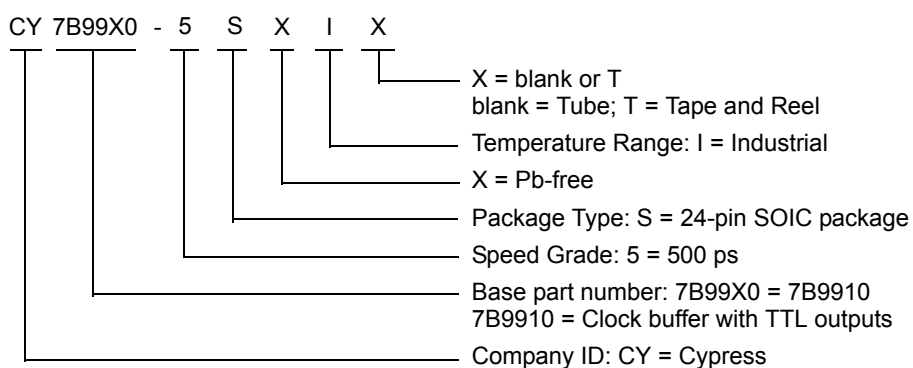 CY 7B99X0 - 5 S X I X
X = blank or T
blank = Tube; T = Tape and Reel
Temperature Range: I = Industrial
X = Pb-free
Package Type: S = 24-pin SOIC package
Speed Grade: 5 = 500 ps
Base part number: 7B99X0 = 7B9910
7B9910 = Clock buffer with TTL outputs
Company ID: CY = Cypress